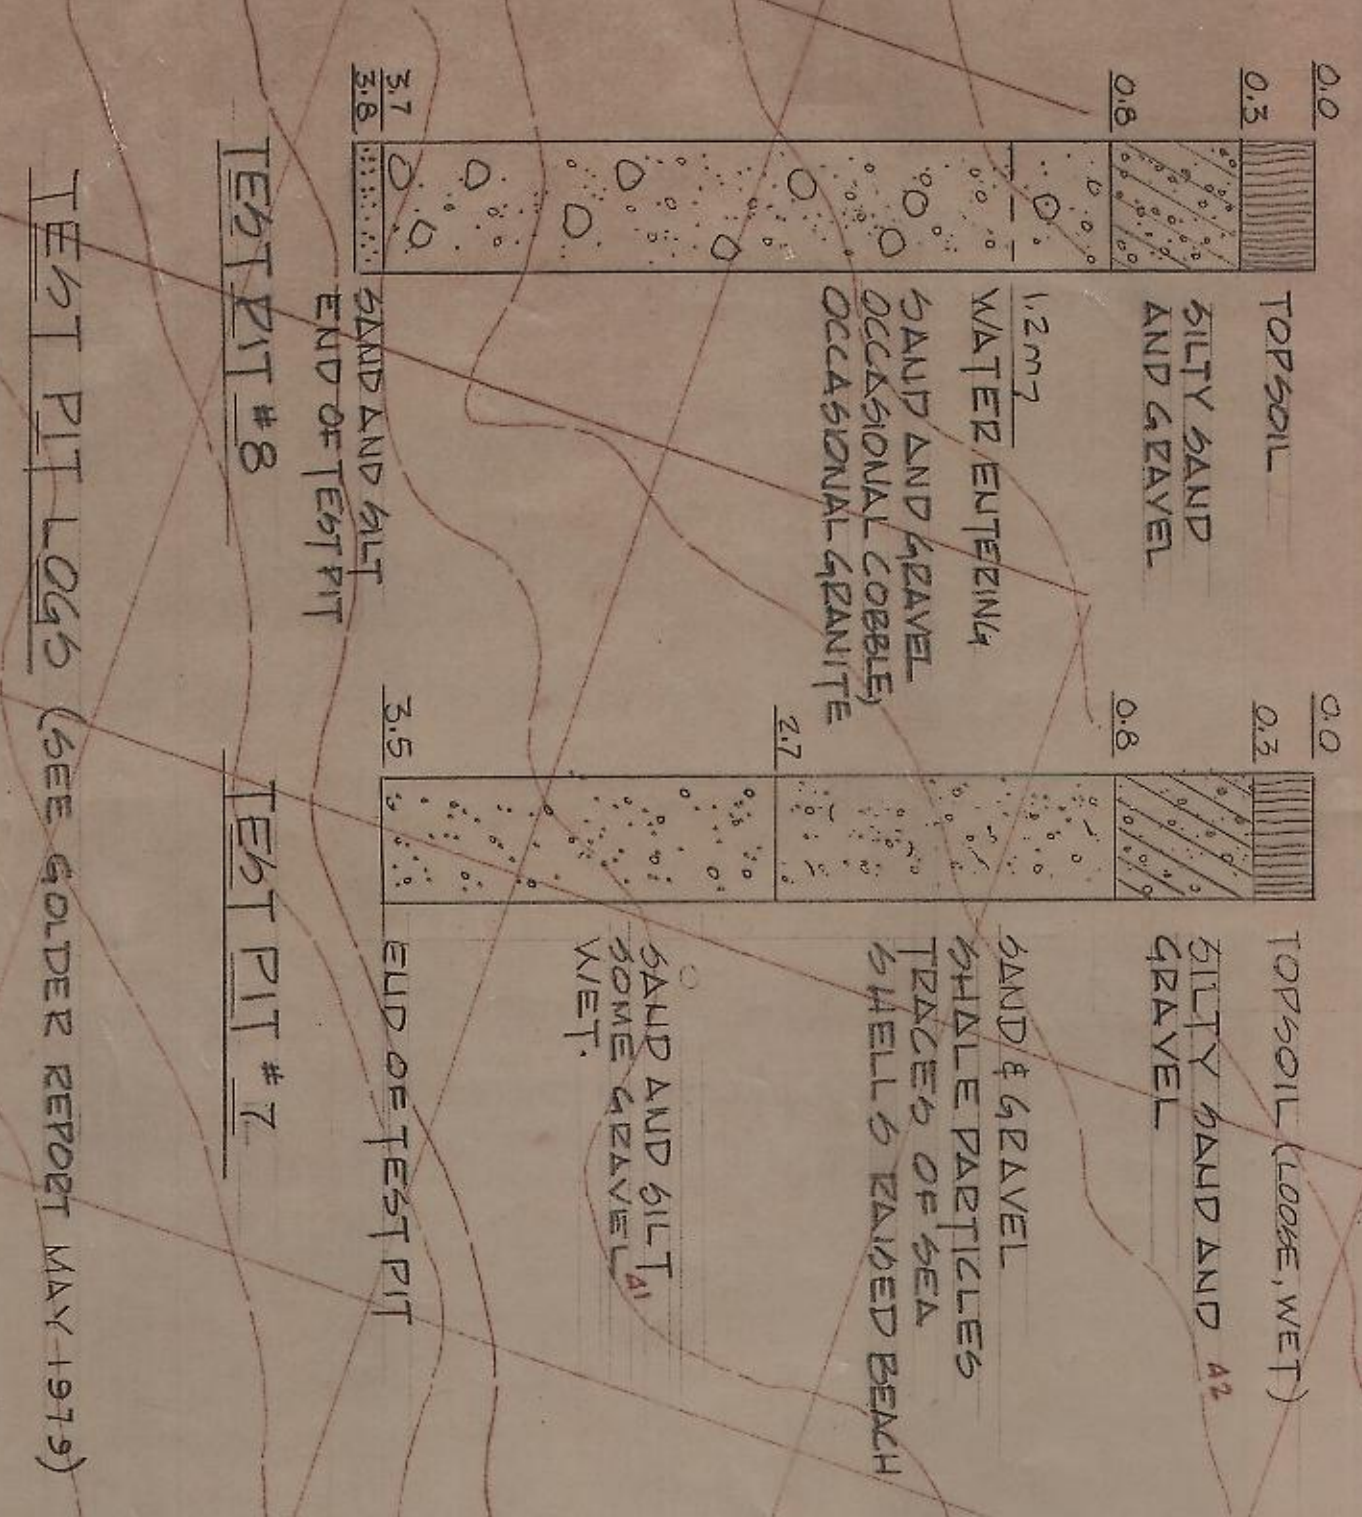 0.0
0.3
0.8
3.7
3.8
TOPSOIL
SILTY SAND
AND GRAVEL
1.2m
WATER ENTERING
SAND AND GRAVEL
OCCASIONAL COBBLE,
OCCASIONAL GRANITE
SAND AND SILT
END OF TEST PIT
TEST PIT #8
0.0
0.3
0.8
2.7
3.5
TOPSOIL (LOOSE, WET)
SILTY SAND AND
GRAVEL
A2
SAND & GRAVEL
SHALE PARTICLES
TRACES OF SEA
SHELLS RAISED BEACH
SAND AND SILT
SOME GRAVEL
WET.
A1
END OF TEST PIT
TEST PIT #7
TEST PIT LOGS (SEE GOLDER REPORT MAY-1979)